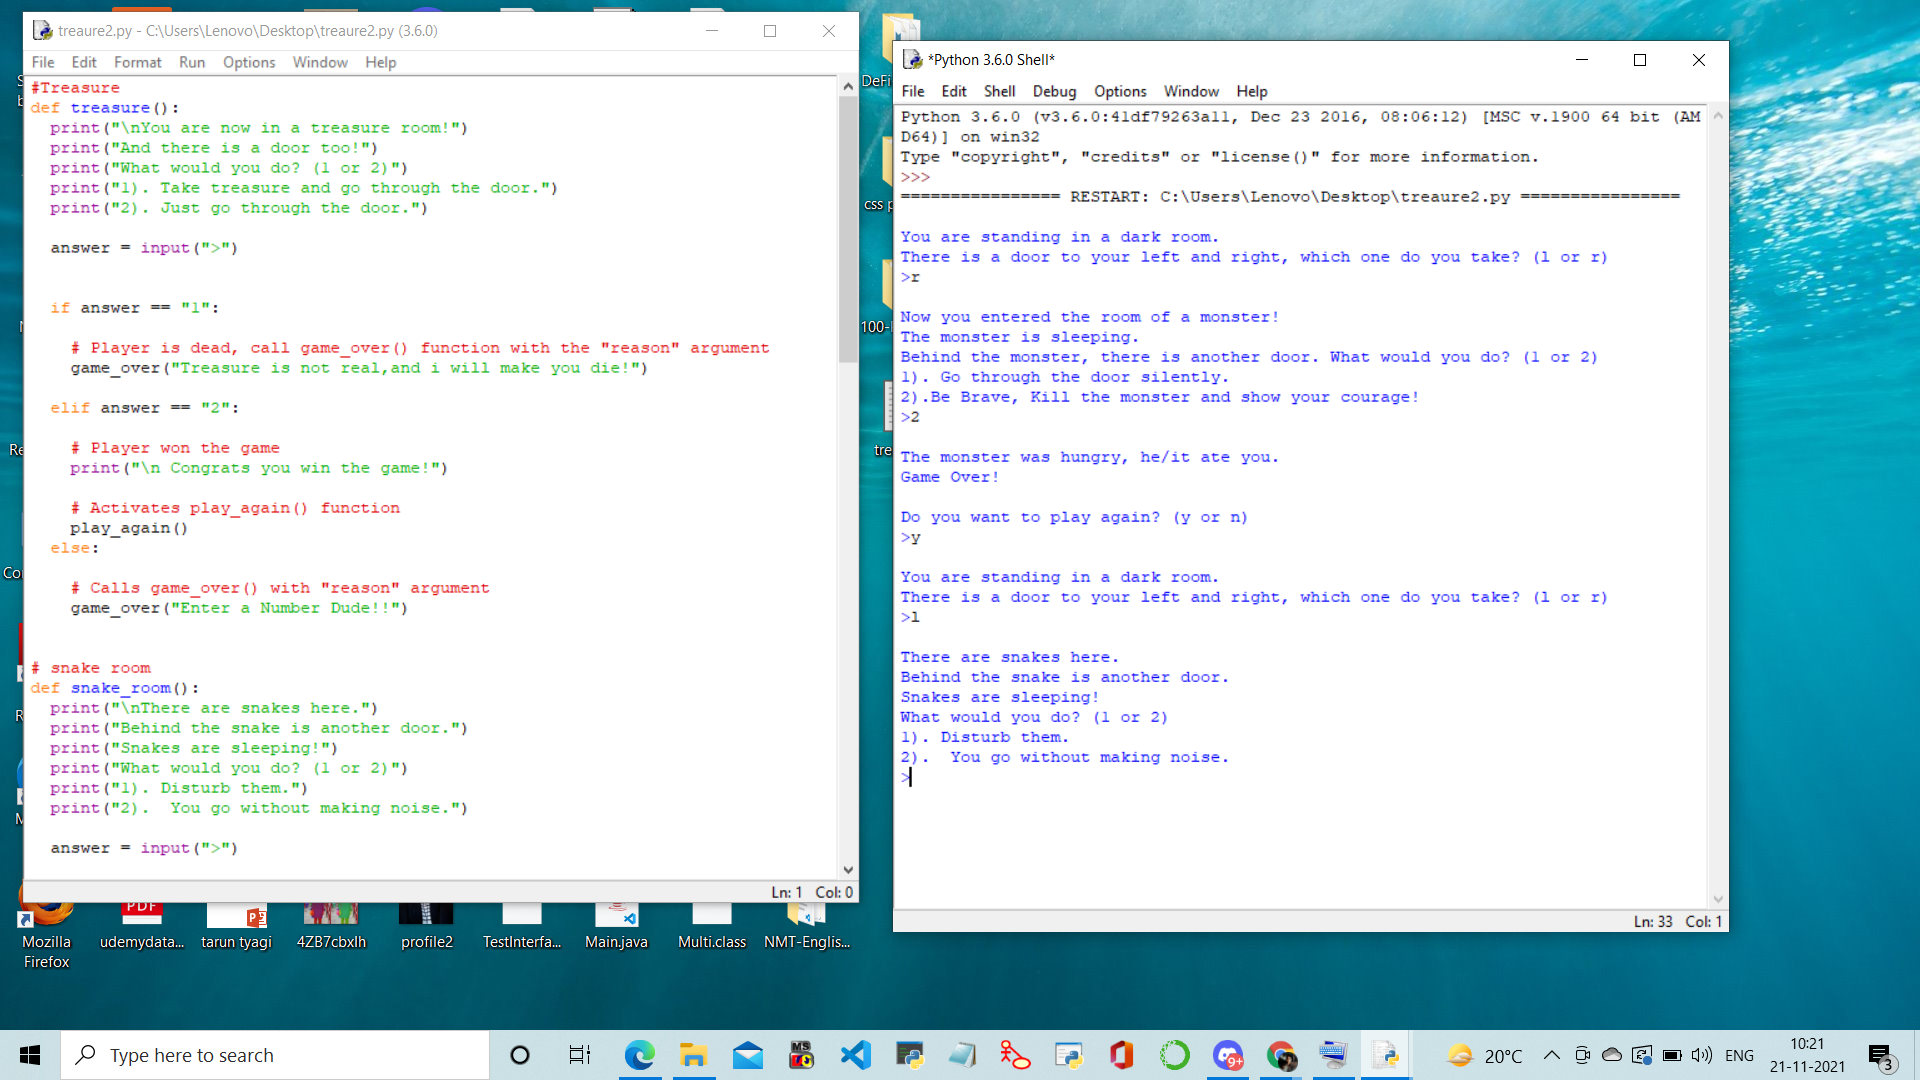 treaure2.py - C:\Users\Lenovo\Desktop\treaure2.py (3.6.0)
File Edit Format Run Options Window Help
#Treasure
def treasure():
  print("\nYou are now in a treasure room!")
  print("And there is a door too!")
  print("What would you do? (1 or 2)")
  print("1). Take treasure and go through the door.")
  print("2). Just go through the door.")
  answer = input(">")
  if answer == "1":
    # Player is dead, call game_over() function with the "reason" argument
    game_over("Treasure is not real,and i will make you die!")
  elif answer == "2":
    # Player won the game
    print("\n Congrats you win the game!")
    # Activates play_again() function
    play_again()
  else:
    # Calls game_over() with "reason" argument
    game_over("Enter a Number Dude!!")
# snake room
def snake_room():
  print("\nThere are snakes here.")
  print("Behind the snake is another door.")
  print("Snakes are sleeping!")
  print("What would you do? (1 or 2)")
  print("1). Disturb them.")
  print("2).  You go without making noise.")
  answer = input(">")
Ln: 1 Col: 0
*Python 3.6.0 Shell*
File Edit Shell Debug Options Window Help
Python 3.6.0 (v3.6.0:41df79263a11, Dec 23 2016, 08:06:12) [MSC v.1900 64 bit (AM
D64)] on win32
Type "copyright", "credits" or "license()" for more information.
>>>
================ RESTART: C:\Users\Lenovo\Desktop\treaure2.py ================
You are standing in a dark room.
There is a door to your left and right, which one do you take? (l or r)
>r
Now you entered the room of a monster!
The monster is sleeping.
Behind the monster, there is another door. What would you do? (1 or 2)
1). Go through the door silently.
2).Be Brave, Kill the monster and show your courage!
>2
The monster was hungry, he/it ate you.
Game Over!
Do you want to play again? (y or n)
>y
You are standing in a dark room.
There is a door to your left and right, which one do you take? (l or r)
>l
There are snakes here.
Behind the snake is another door.
Snakes are sleeping!
What would you do? (1 or 2)
1). Disturb them.
2).  You go without making noise.
>
Ln: 33 Col: 1
DeFi
css p
100-
tre
PDF
Mozilla Firefox
udemydata...
tarun tyagi
4ZB7cbxlh
profile2
TestInterfa...
Main.java
Multi.class
NMT-Englis...
Type here to search
MS
9+
20°C
ENG
10:21
21-11-2021
3